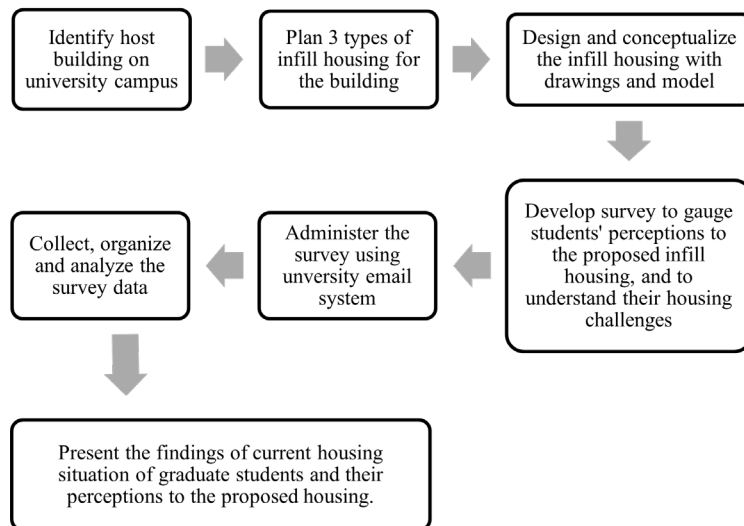 Identify host
building on
university campus
Plan 3 types of
infill housing for
the building
Design and conceptualize
the infill housing with
drawings and model
Develop survey to gauge
students' perceptions to
the proposed infill
housing, and to
understand their housing
challenges
Administer the
survey using
unversity email
system
Collect, organize
and analyze the
survey data
Present the findings of current housing
situation of graduate students and their
perceptions to the proposed housing.